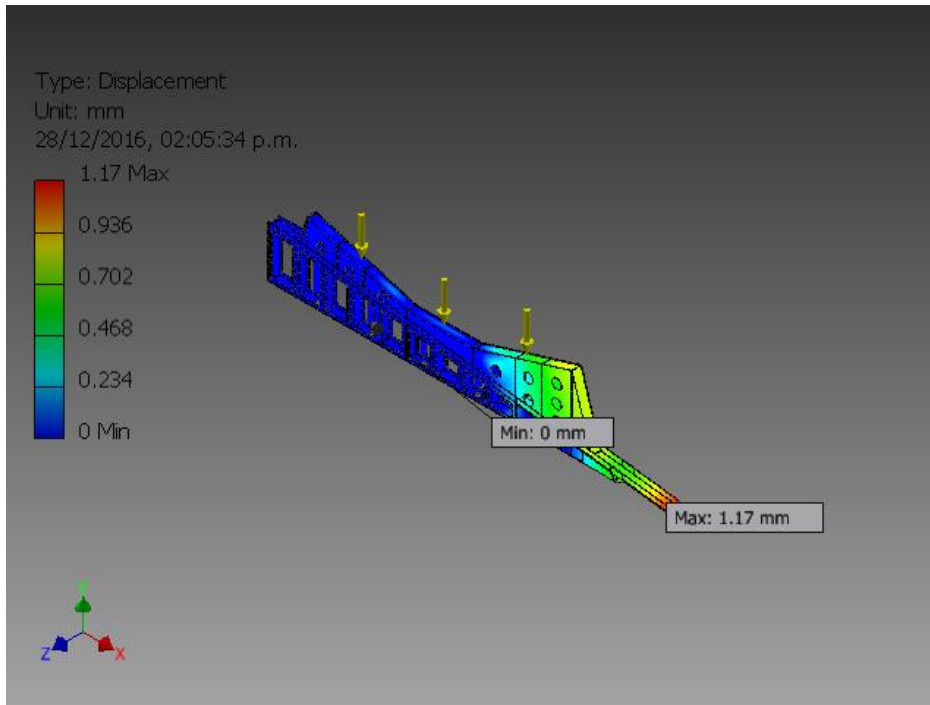 Type: Displacement
Unit: mm
28/12/2016, 02:05:34 p.m.
1.17 Max
0.936
0.702
0.468
0.234
0 Min
Min: 0 mm
Max: 1.17 mm
Y
Z
X